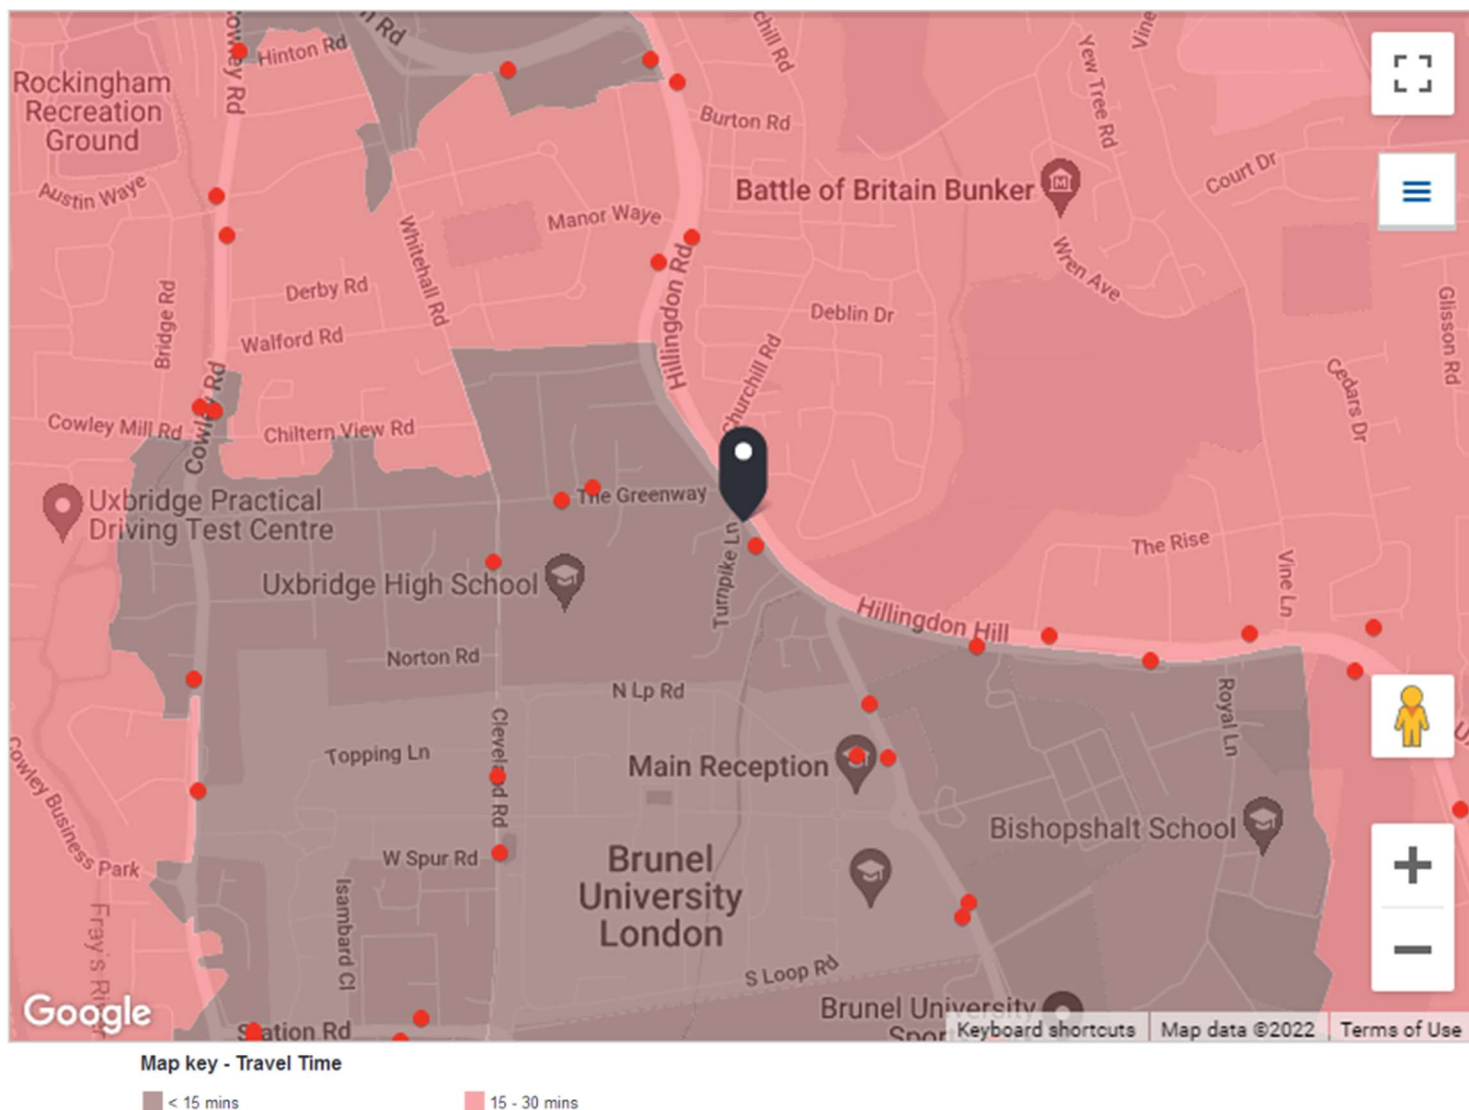 Cowley Rd
Hinton Rd
n Rd
chill Rd
Vine
Yew Tree Rd
Rockingham
Recreation
Ground
Burton Rd
Court Dr
Austin Waye
Battle of Britain Bunker
Manor Waye
Whitehall Rd
Hillingdon Rd
Wren Ave
Derby Rd
Bridge Rd
Walford Rd
Deblin Dr
Glisson Rd
Churchill Rd
Cedars Dr
Cowley Mill Rd
Cowley Rd
Chiltern View Rd
Uxbridge Practical
Driving Test Centre
The Greenway
Turnpike Ln
The Rise
Vine Ln
Uxbridge High School
Hillingdon Hill
Norton Rd
N Lp Rd
Royal Ln
Topping Ln
Cleveland Rd
Main Reception
Cowley Business Park
Bishopshalt School
W Spur Rd
Brunel
University
London
Isambard Cl
Fray's River
S Loop Rd
Brunel University
Spor
Google
Station Rd
Keyboard shortcuts
Map data ©2022
Terms of Use
Map key - Travel Time
< 15 mins
15 - 30 mins